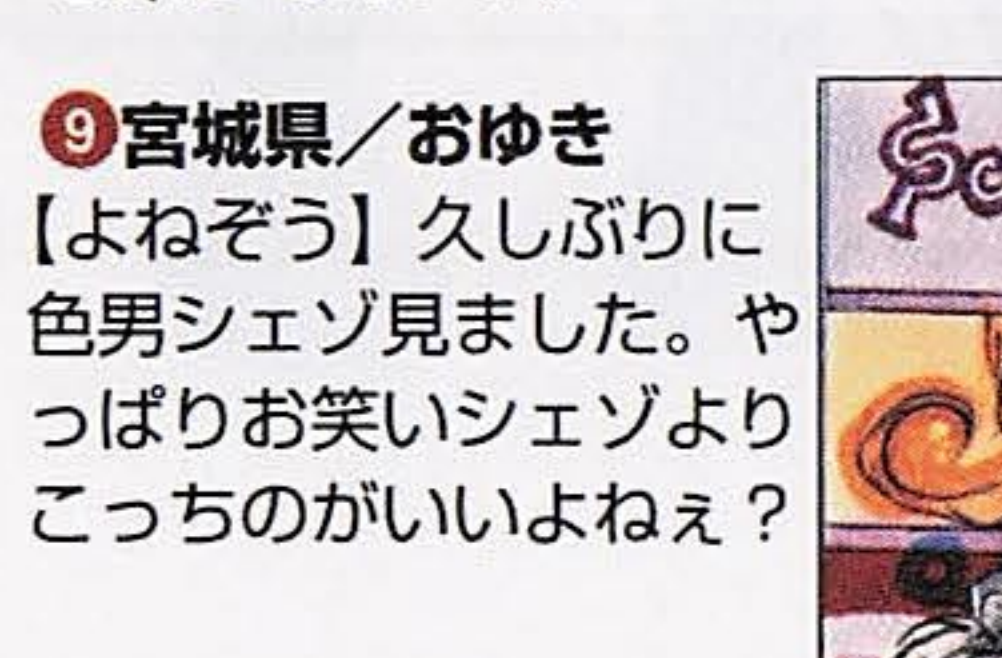 ❾宮城県／おゆき
【よねぞう】久しぶりに
色男シェゾ見ました。や
っぱりお笑いシェゾより
こっちのがいいよねぇ？